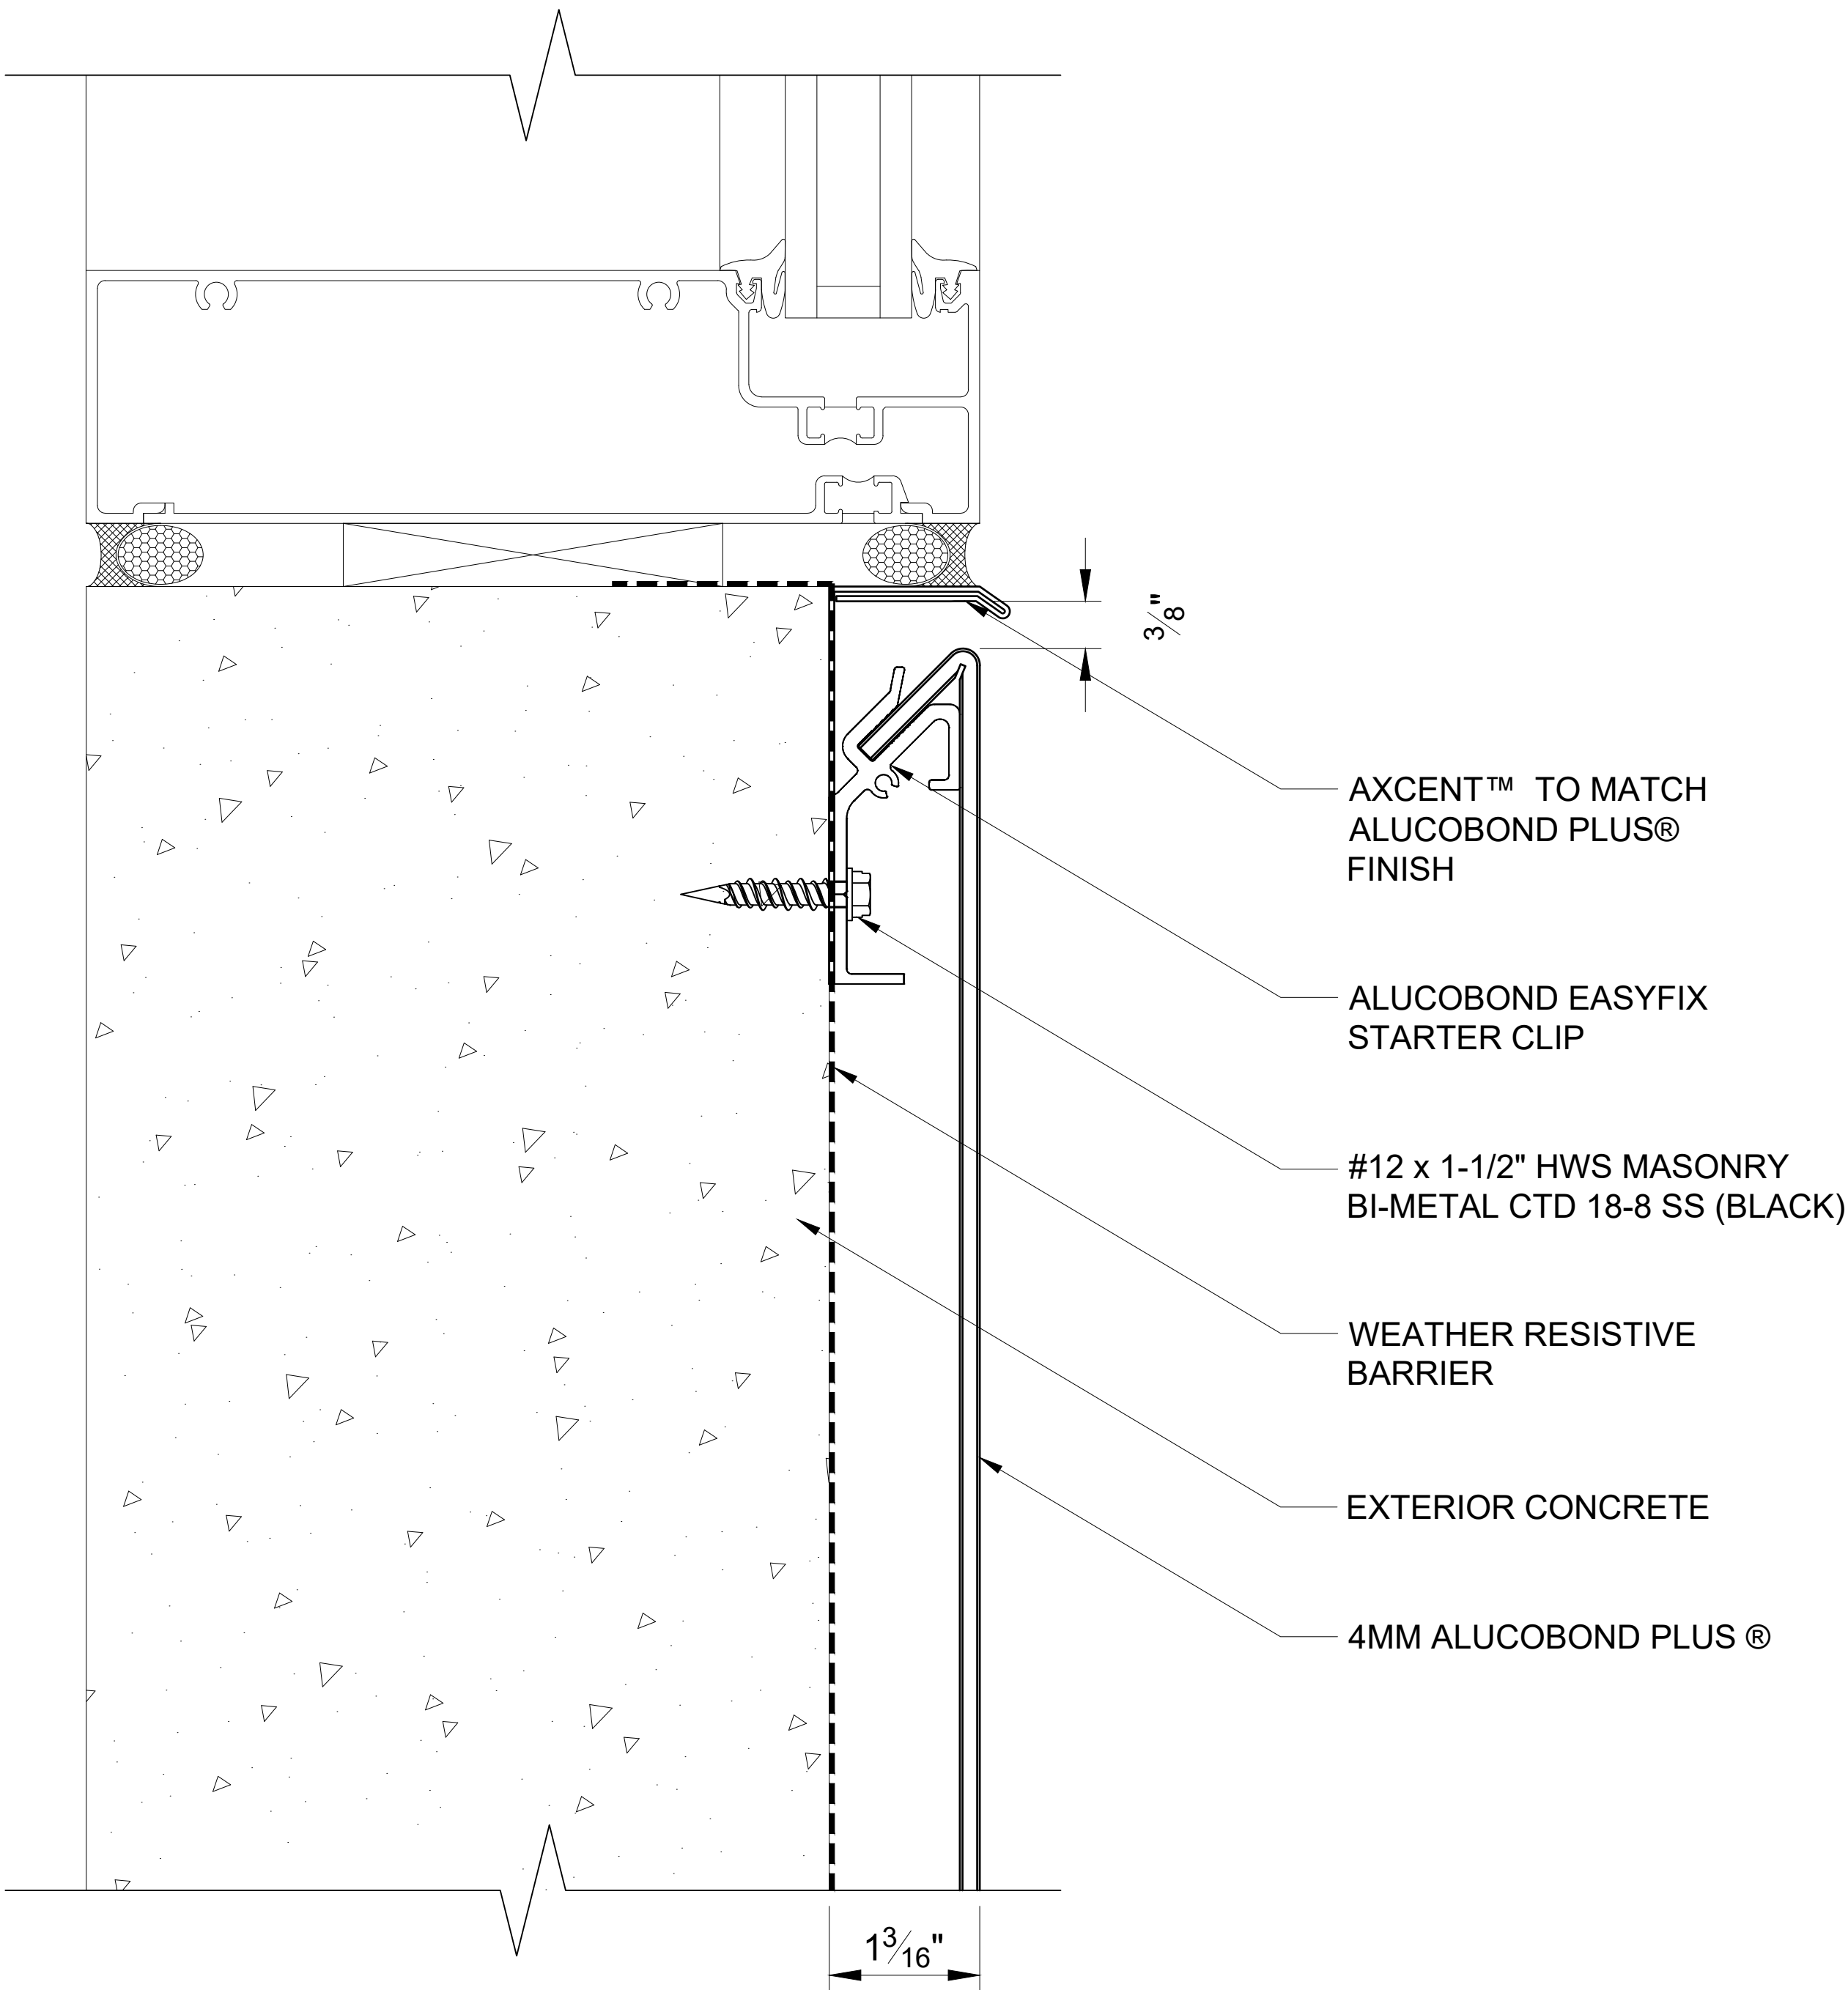 3/8"
AXCENT™ TO MATCH
ALUCOBOND PLUS®
FINISH
ALUCOBOND EASYFIX
STARTER CLIP
#12 x 1-1/2" HWS MASONRY
BI-METAL CTD 18-8 SS (BLACK)
WEATHER RESISTIVE
BARRIER
EXTERIOR CONCRETE
4MM ALUCOBOND PLUS ®
1 3/16"